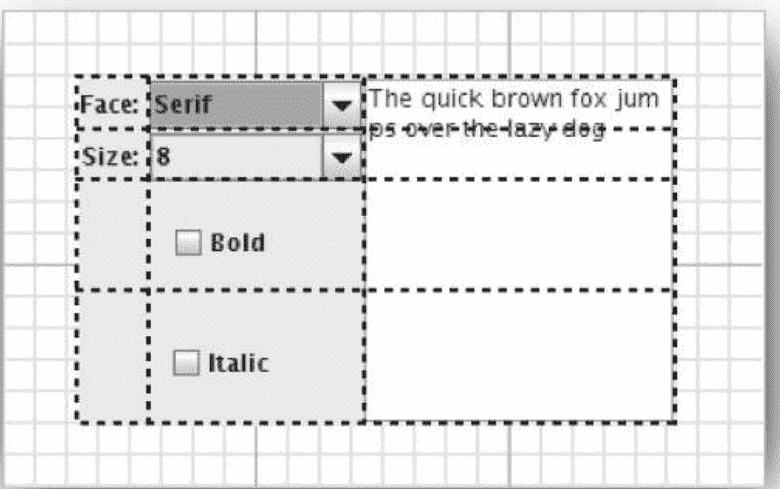 Face: Serif
The quick brown fox jum
ps over the lazy dog
Size: 8
Bold
Italic